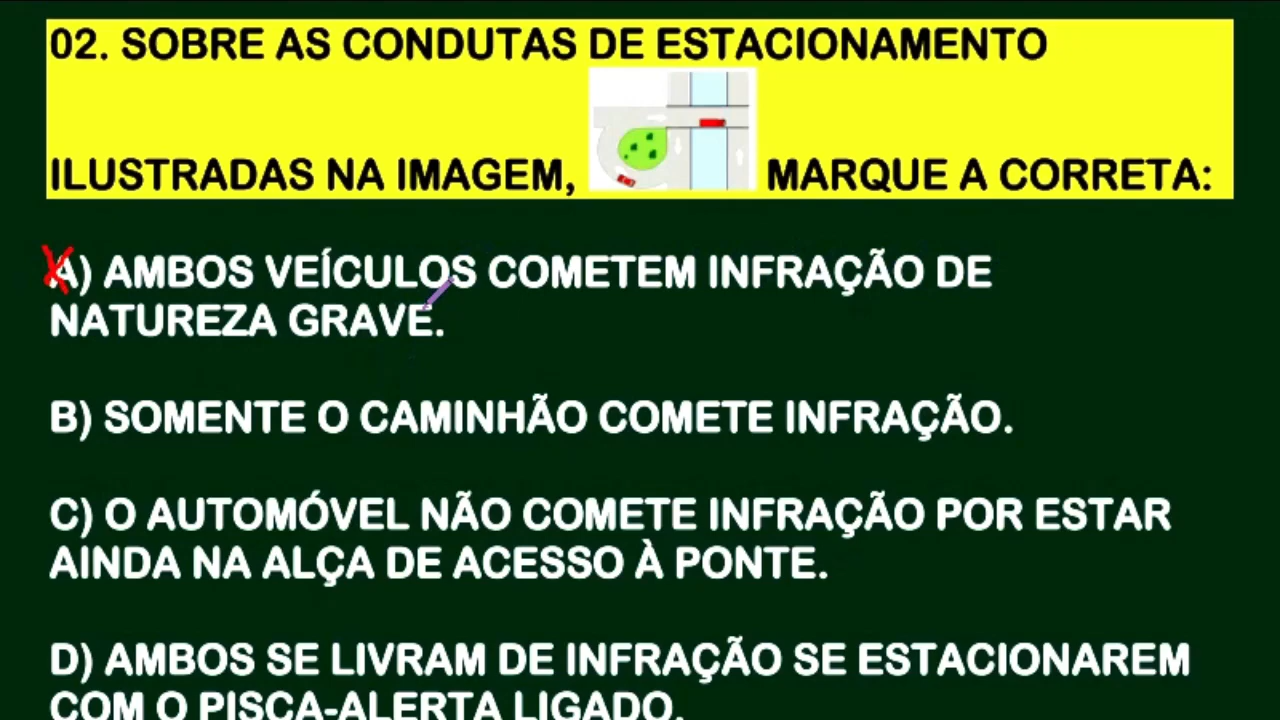 02. SOBRE AS CONDUTAS DE ESTACIONAMENTO
ILUSTRADAS NA IMAGEM, MARQUE A CORRETA:
A) AMBOS VEÍCULOS COMETEM INFRAÇÃO DE
NATUREZA GRAVE.
B) SOMENTE O CAMINHÃO COMETE INFRAÇÃO.
C) O AUTOMÓVEL NÃO COMETE INFRAÇÃO POR ESTAR
AINDA NA ALÇA DE ACESSO À PONTE.
D) AMBOS SE LIVRAM DE INFRAÇÃO SE ESTACIONAREM
COM O PISCA-ALERTA LIGADO.